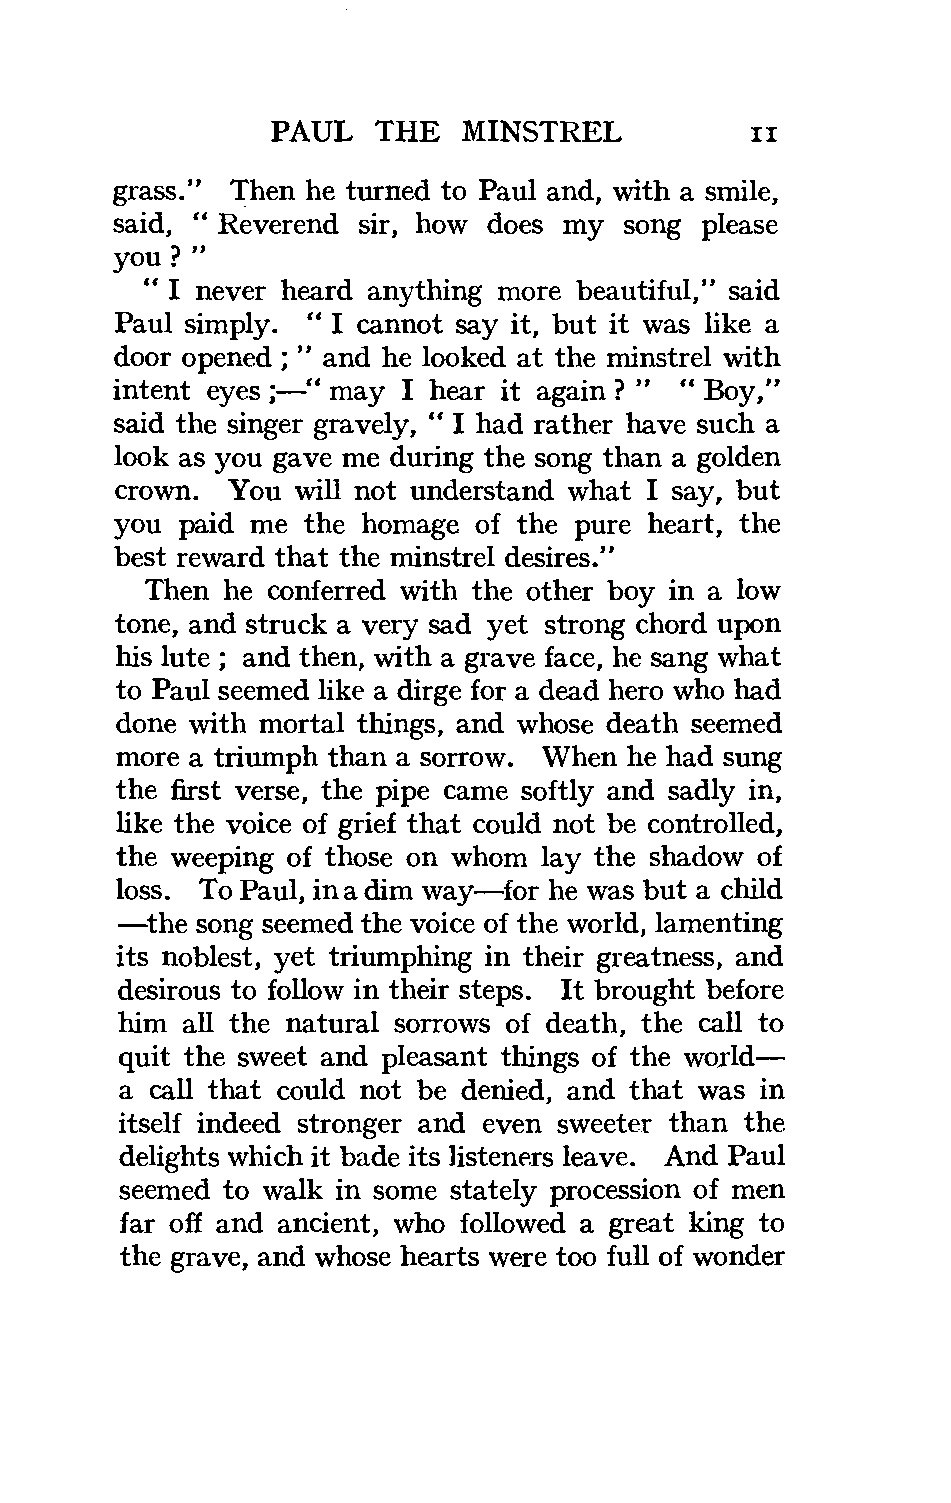 PAUL THE MINSTREL 11
grass." Then he turned to Paul and, with a smile,
said, " Reverend sir, how does my song please
you ? "
" I never heard anything more beautiful," said
Paul simply. " I cannot say it, but it was like a
door opened ; " and he looked at the minstrel with
intent eyes ;—" may I hear it again ? " " Boy,"
said the singer gravely, " I had rather have such a
look as you gave me during the song than a golden
crown. You will not understand what I say, but
you paid me the homage of the pure heart, the
best reward that the minstrel desires."
Then he conferred with the other boy in a low
tone, and struck a very sad yet strong chord upon
his lute ; and then, with a grave face, he sang what
to Paul seemed like a dirge for a dead hero who had
done with mortal things, and whose death seemed
more a triumph than a sorrow. When he had sung
the first verse, the pipe came softly and sadly in,
like the voice of grief that could not be controlled,
the weeping of those on whom lay the shadow of
loss. To Paul, in a dim way—for he was but a child
—the song seemed the voice of the world, lamenting
its noblest, yet triumphing in their greatness, and
desirous to follow in their steps. It brought before
him all the natural sorrows of death, the call to
quit the sweet and pleasant things of the world—
a call that could not be denied, and that was in
itself indeed stronger and even sweeter than the
delights which it bade its listeners leave. And Paul
seemed to walk in some stately procession of men
far off and ancient, who followed a great king to
the grave, and whose hearts were too full of wonder